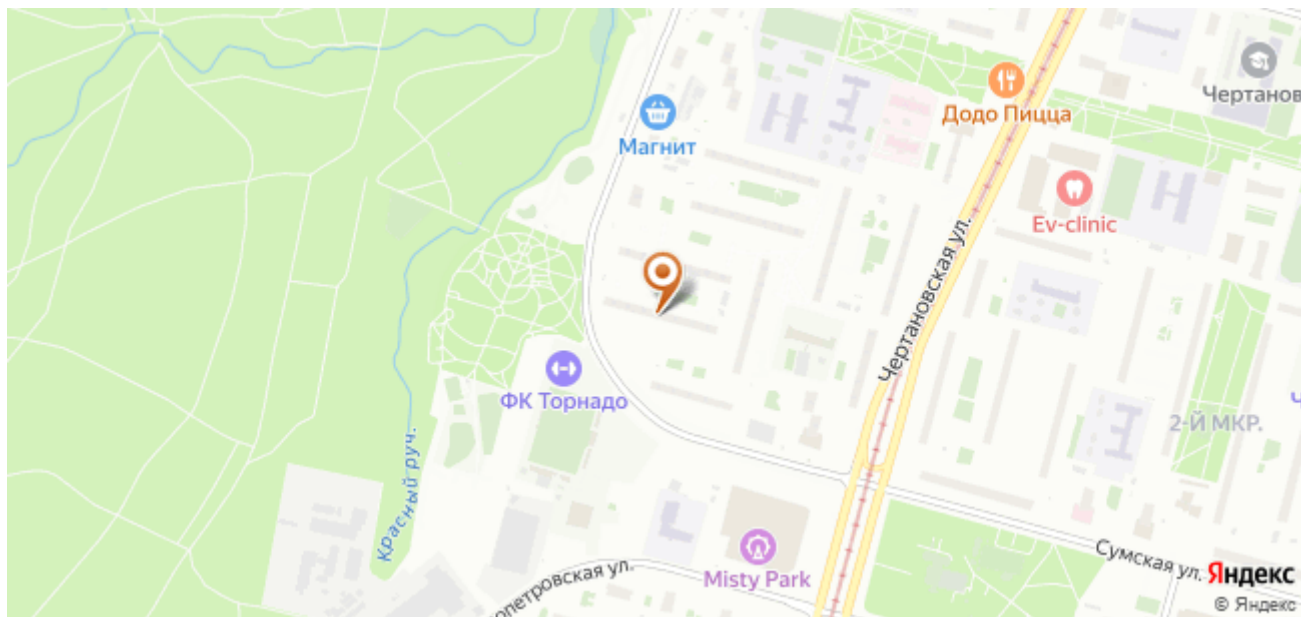 Додо Пицца
Чертанов
Магнит
Ev-clinic
Чертановская ул.
ФК Торнадо
2-Й МКР.
Красный руч.
Misty Park
опетровская ул.
Сумская ул.
Яндекс
© Яндекс